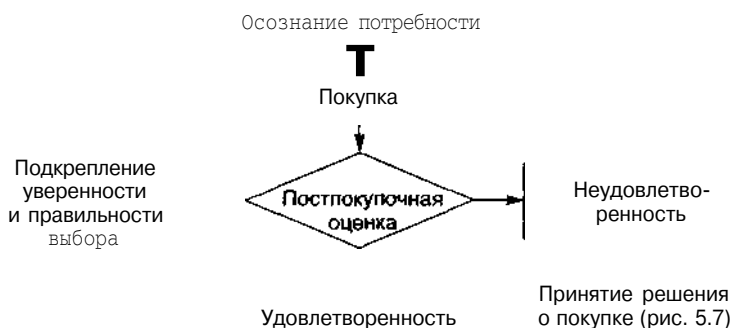 Осознание потребности
Т
Покупка
Подкрепление
уверенности
и правильности
выбора
Постпокупочная
оценка
Неудовлетво-
ренность
Удовлетворенность
Принятие решения
о покупке (рис. 5.7)